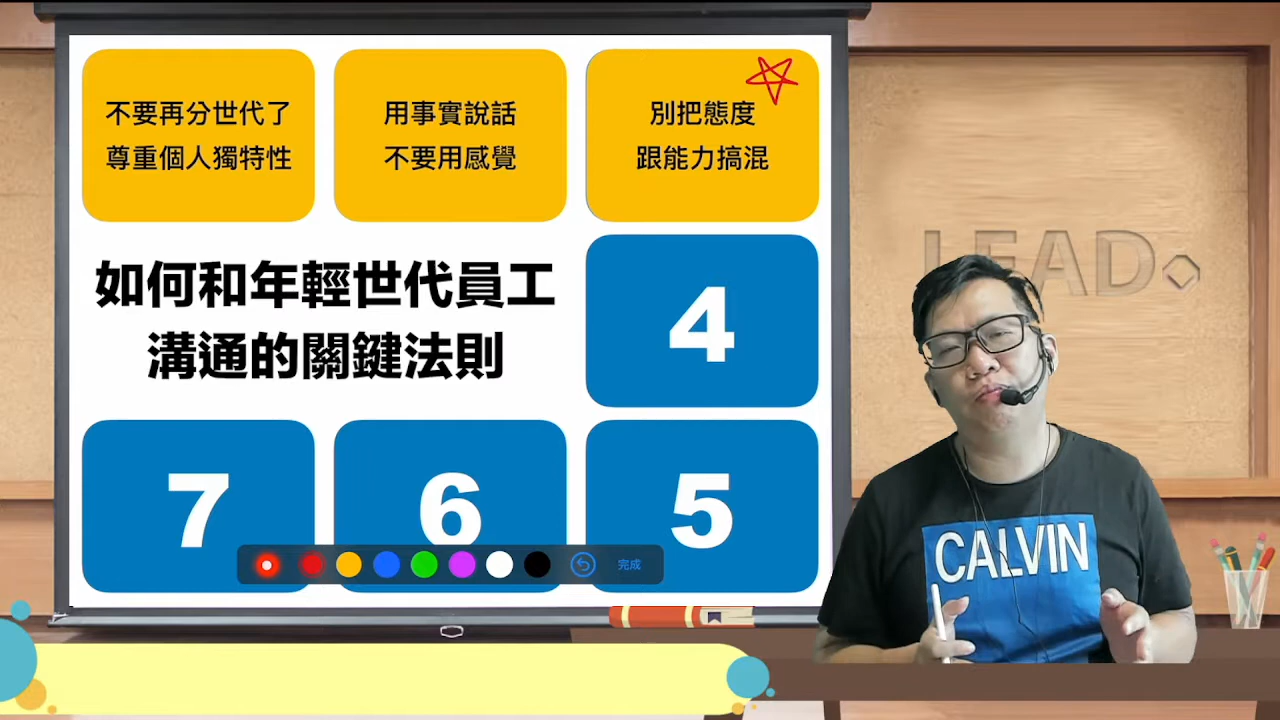 不要再分世代了
尊重個人獨特性
用事實說話
不要用感覺
別把態度
跟能力搞混
如何和年輕世代員工
溝通的關鍵法則
4
7
6
5
完成
LEAD
CALVIN